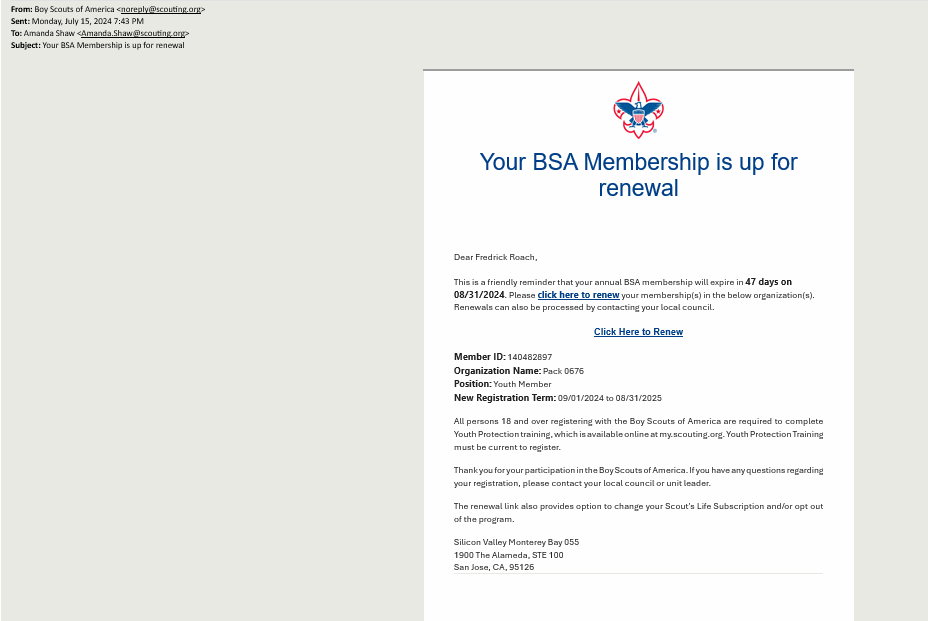 From: Boy Scouts of America <noreply@scouting.org>
Sent: Monday, July 15, 2024 7:43 PM
To: Amanda Shaw <Amanda.Shaw@scouting.org>
Subject: Your BSA Membership is up for renewal
Your BSA Membership is up for
renewal
Dear Fredrick Roach,
This is a friendly reminder that your annual BSA membership will expire in 47 days on
08/31/2024. Please click here to renew your membership(s) in the below organization(s).
Renewals can also be processed by contacting your local council.
Click Here to Renew
Member ID: 140482897
Organization Name: Pack 0676
Position: Youth Member
New Registration Term: 09/01/2024 to 08/31/2025
All persons 18 and over registering with the Boy Scouts of America are required to complete
Youth Protection training, which is available online at my.scouting.org. Youth Protection Training
must be current to register.
Thank you for your participation in the Boy Scouts of America. If you have any questions regarding
your registration, please contact your local council or unit leader.
The renewal link also provides option to change your Scout's Life Subscription and/or opt out
of the program.
Silicon Valley Monterey Bay 055
1900 The Alameda, STE 100
San Jose, CA, 95126